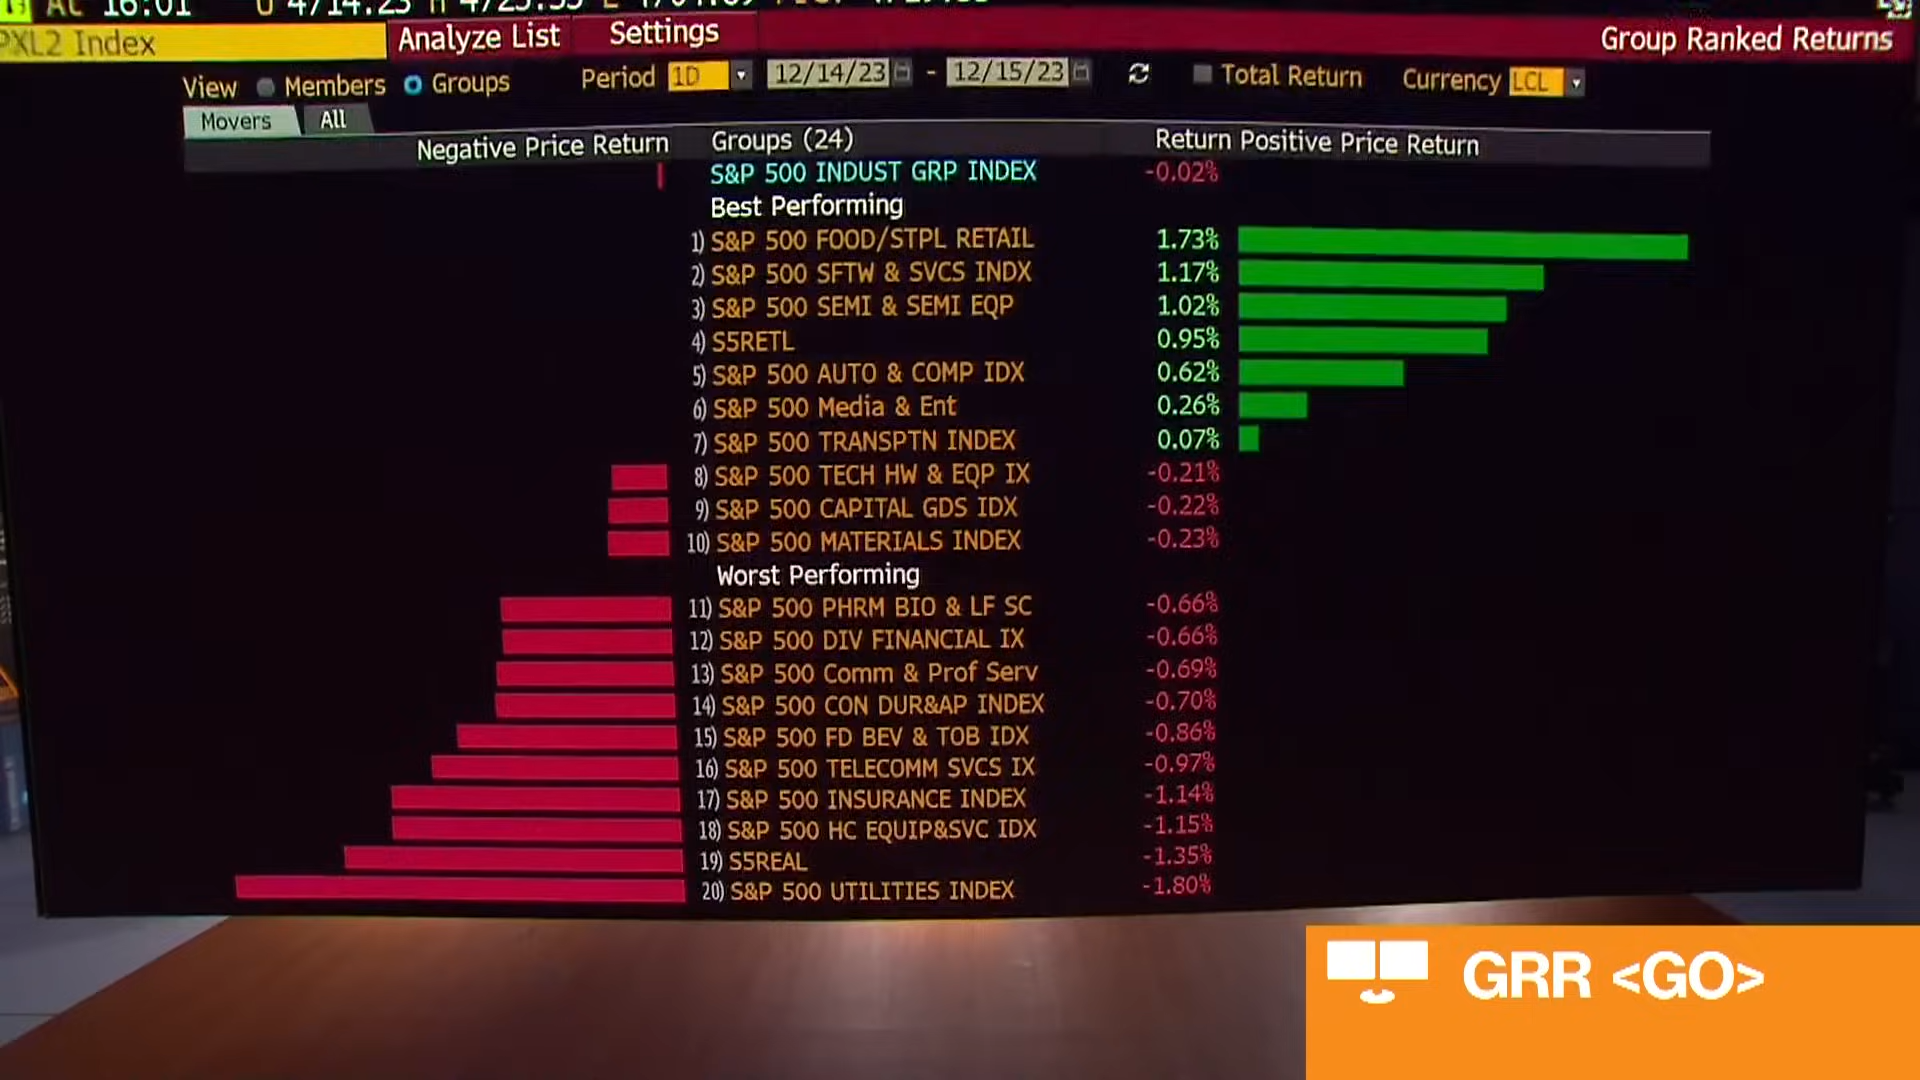 AC 16:01 O 4714.23 H 4725.53
PXL2 Index Analyze List Settings Group Ranked Returns
View Members Groups Period 1D 12/14/23 - 12/15/23 Total Return Currency LCL
Movers All
Negative Price Return Groups (24) Return Positive Price Return
S&P 500 INDUST GRP INDEX -0.02%
Best Performing
1) S&P 500 FOOD/STPL RETAIL 1.73%
2) S&P 500 SFTW & SVCS INDX 1.17%
3) S&P 500 SEMI & SEMI EQP 1.02%
4) S5RETL 0.95%
5) S&P 500 AUTO & COMP IDX 0.62%
6) S&P 500 Media & Ent 0.26%
7) S&P 500 TRANSPTN INDEX 0.07%
8) S&P 500 TECH HW & EQP IX -0.21%
9) S&P 500 CAPITAL GDS IDX -0.22%
10) S&P 500 MATERIALS INDEX -0.23%
Worst Performing
11) S&P 500 PHRM BIO & LF SC -0.66%
12) S&P 500 DIV FINANCIAL IX -0.66%
13) S&P 500 Comm & Prof Serv -0.69%
14) S&P 500 CON DUR&AP INDEX -0.70%
15) S&P 500 FD BEV & TOB IDX -0.86%
16) S&P 500 TELECOMM SVCS IX -0.97%
17) S&P 500 INSURANCE INDEX -1.14%
18) S&P 500 HC EQUIP&SVC IDX -1.15%
19) S5REAL -1.35%
20) S&P 500 UTILITIES INDEX -1.80%
GRR <GO>